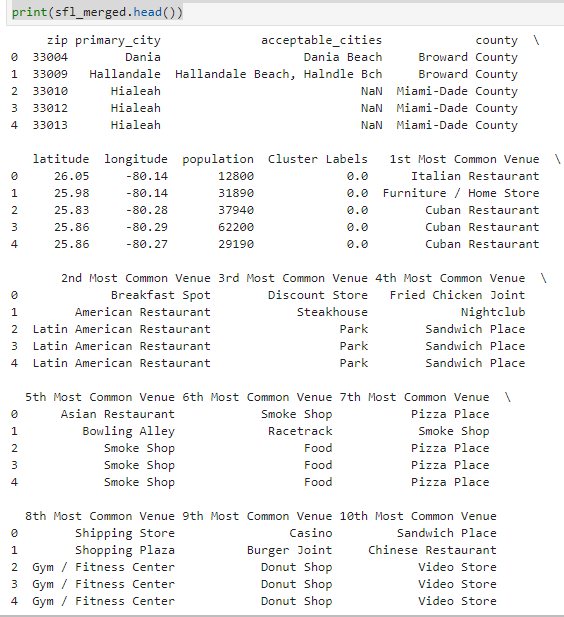 print(sfl_merged.head())
zip primary_city acceptable_cities county \
0 33004 Dania Dania Beach Broward County
1 33009 Hallandale Hallandale Beach, Halndle Bch Broward County
2 33010 Hialeah NaN Miami-Dade County
3 33012 Hialeah NaN Miami-Dade County
4 33013 Hialeah NaN Miami-Dade County
latitude longitude population Cluster Labels 1st Most Common Venue \
0 26.05 -80.14 12800 0.0 Italian Restaurant
1 25.98 -80.14 31890 0.0 Furniture / Home Store
2 25.83 -80.28 37940 0.0 Cuban Restaurant
3 25.86 -80.29 62200 0.0 Cuban Restaurant
4 25.86 -80.27 29190 0.0 Cuban Restaurant
2nd Most Common Venue 3rd Most Common Venue 4th Most Common Venue \
0 Breakfast Spot Discount Store Fried Chicken Joint
1 American Restaurant Steakhouse Nightclub
2 Latin American Restaurant Park Sandwich Place
3 Latin American Restaurant Park Sandwich Place
4 Latin American Restaurant Park Sandwich Place
5th Most Common Venue 6th Most Common Venue 7th Most Common Venue \
0 Asian Restaurant Smoke Shop Pizza Place
1 Bowling Alley Racetrack Smoke Shop
2 Smoke Shop Food Pizza Place
3 Smoke Shop Food Pizza Place
4 Smoke Shop Food Pizza Place
8th Most Common Venue 9th Most Common Venue 10th Most Common Venue
0 Shipping Store Casino Sandwich Place
1 Shopping Plaza Burger Joint Chinese Restaurant
2 Gym / Fitness Center Donut Shop Video Store
3 Gym / Fitness Center Donut Shop Video Store
4 Gym / Fitness Center Donut Shop Video Store